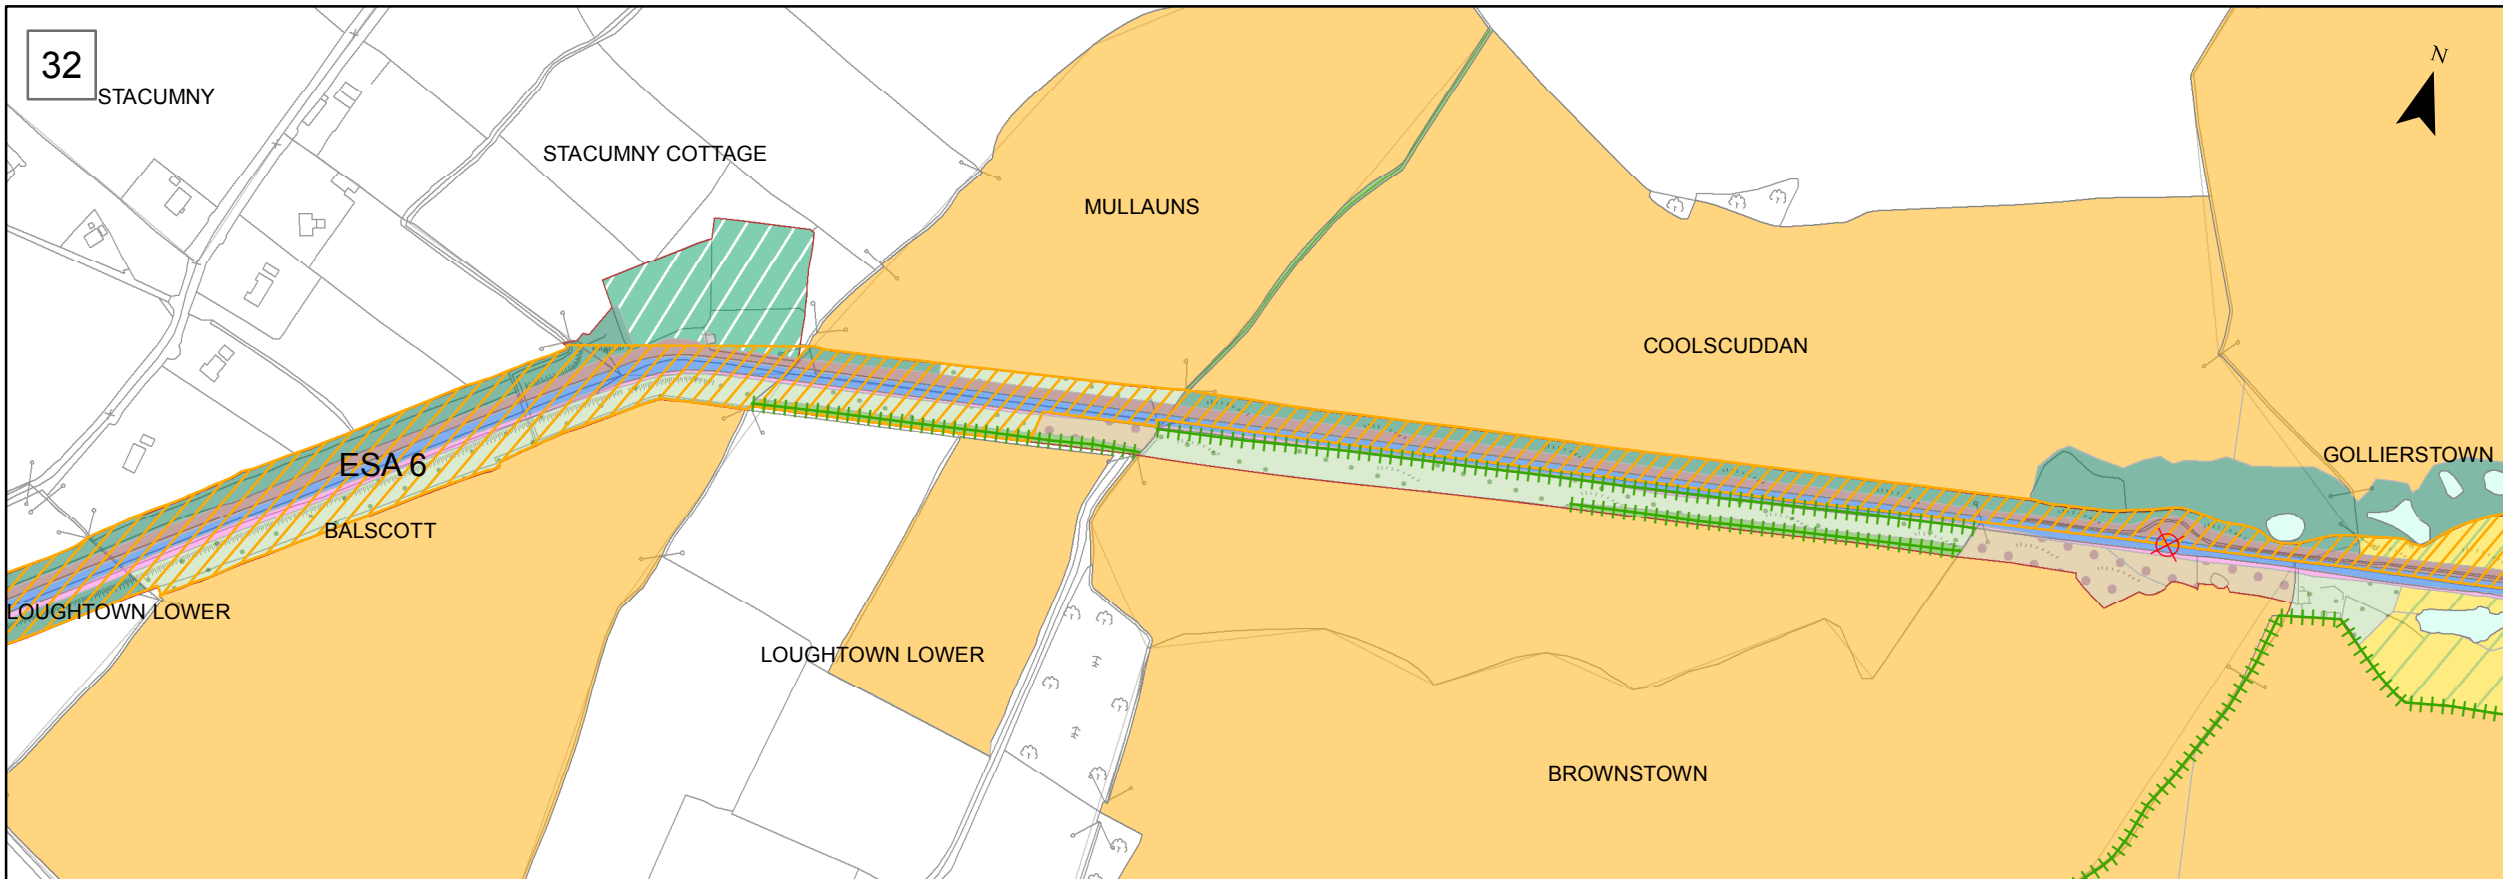 32
STACUMNY
N
STACUMNY COTTAGE
MULLAUNS
COOLSCUDDAN
GOLLIERSTOWN
ESA 6
BALSCOTT
LOUGHTOWN LOWER
LOUGHTOWN LOWER
BROWNSTOWN